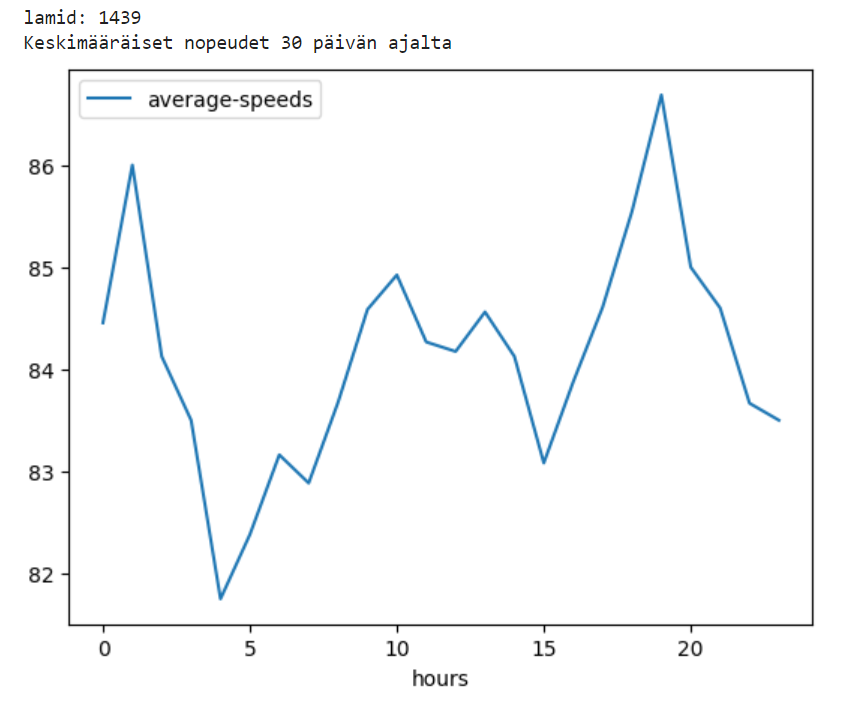 lamid: 1439
Keskimääräiset nopeudet 30 päivän ajalta
average-speeds
86
85
84
83
82
0 5 10 15 20
hours